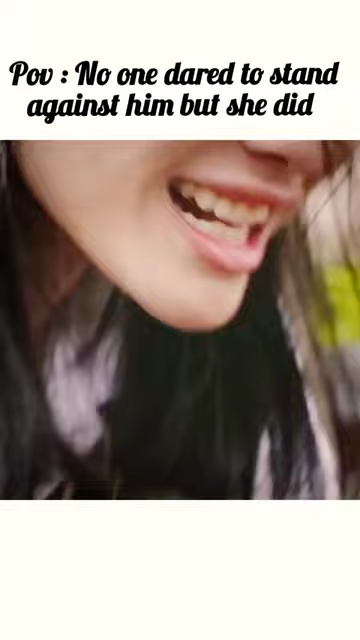 Pov : No one dared to stand
against him but she did